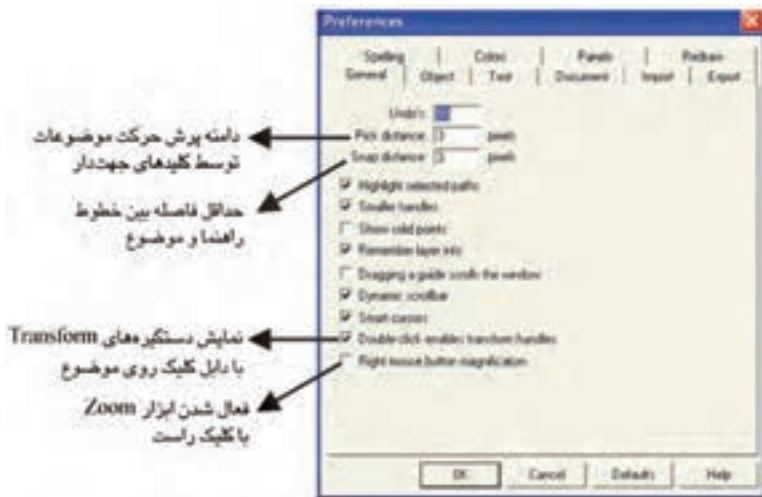 Preferences
Spelling Colors Panels Redraw
General Object Text Document Import Export
Undo's:
Pick distance: 3 pixels
Snap distance: 3 pixels
Highlight selected paths
Smaller handles
Show solid points
Remember layer info
Dragging a guide scrolls the window
Dynamic scrollbar
Smart cursors
Double-click enables transform handles
Right mouse button magnification
OK Cancel Defaults Help
دامنه پرش حرکت موضوعات
توسط کلیدهای جهت‌دار
حداقل فاصله بین خطوط
راهنما و موضوع
نمایش دستگیره‌های Transform
با دابل کلیک روی موضوع
فعال شدن ابزار Zoom
با کلیک راست